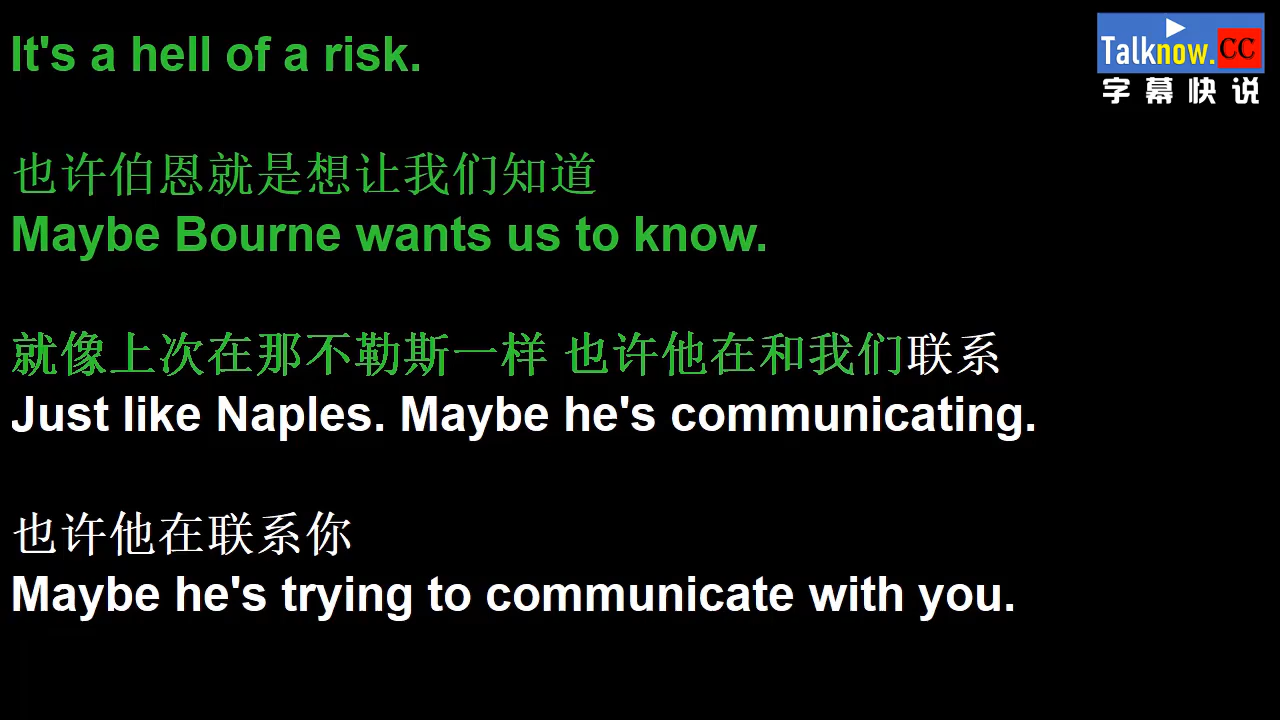 It's a hell of a risk.
Talknow.CC
字幕快说
也许伯恩就是想让我们知道
Maybe Bourne wants us to know.
就像上次在那不勒斯一样 也许他在和我们联系
Just like Naples. Maybe he's communicating.
也许他在联系你
Maybe he's trying to communicate with you.